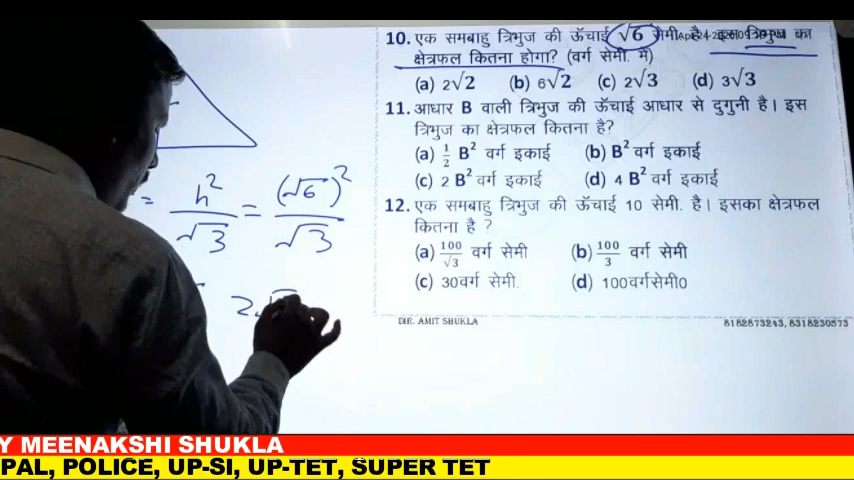 10. एक समबाहु त्रिभुज की ऊँचाई √6 सेमी है। इस त्रिभुज का
क्षेत्रफल कितना होगा? (वर्ग सेमी. में)
(a) 2√2 (b) 6√2 (c) 2√3 (d) 3√3
11. आधार B वाली त्रिभुज की ऊँचाई आधार से दुगुनी है। इस
त्रिभुज का क्षेत्रफल कितना है?
(a) 1/2 B² वर्ग इकाई (b) B² वर्ग इकाई
(c) 2 B² वर्ग इकाई (d) 4 B² वर्ग इकाई
12. एक समबाहु त्रिभुज की ऊँचाई 10 सेमी. है। इसका क्षेत्रफल
कितना है ?
(a) 100/√3 वर्ग सेमी (b) 100/3 वर्ग सेमी
(c) 30वर्ग सेमी. (d) 100वर्गसेमी0
DIR. AMIT SHUKLA 8182873243, 8318230573
= h²/√3 = (√6)²/√3
2√
Y MEENAKSHI SHUKLA
PAL, POLICE, UP-SI, UP-TET, SUPER TET